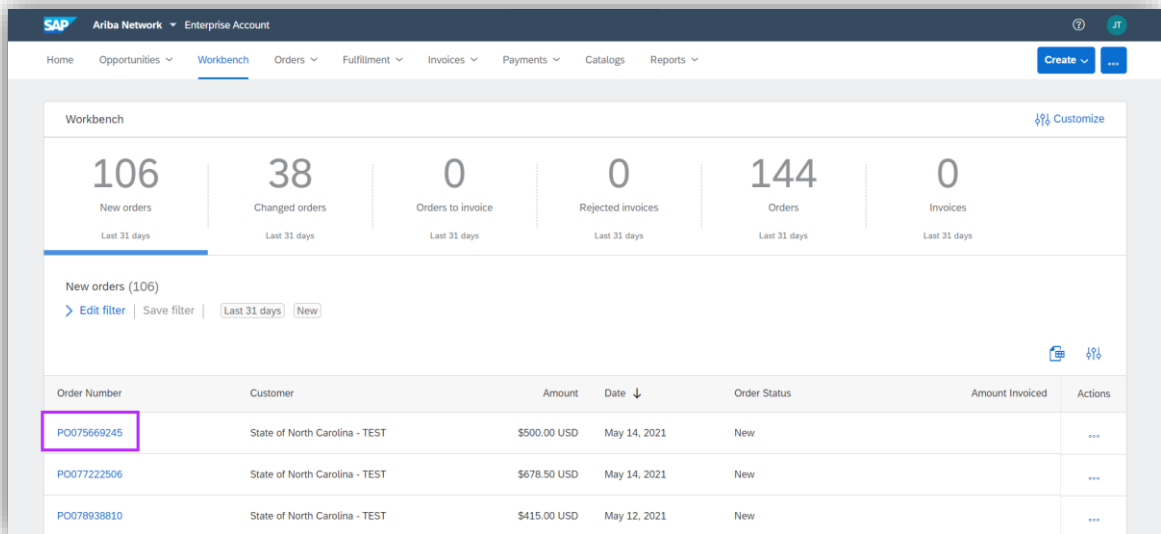 SAP Ariba Network Enterprise Account ? JT
Home Opportunities Workbench Orders Fulfillment Invoices Payments Catalogs Reports Create ...
Workbench Customize
106 38 0 0 144 0
New orders Changed orders Orders to invoice Rejected invoices Orders Invoices
Last 31 days Last 31 days Last 31 days Last 31 days Last 31 days Last 31 days
New orders (106)
Edit filter | Save filter | Last 31 days New
Order Number Customer Amount Date ↓ Order Status Amount Invoiced Actions
PO075669245 State of North Carolina - TEST $500.00 USD May 14, 2021 New ...
PO077222506 State of North Carolina - TEST $678.50 USD May 14, 2021 New ...
PO078938810 State of North Carolina - TEST $415.00 USD May 12, 2021 New ...